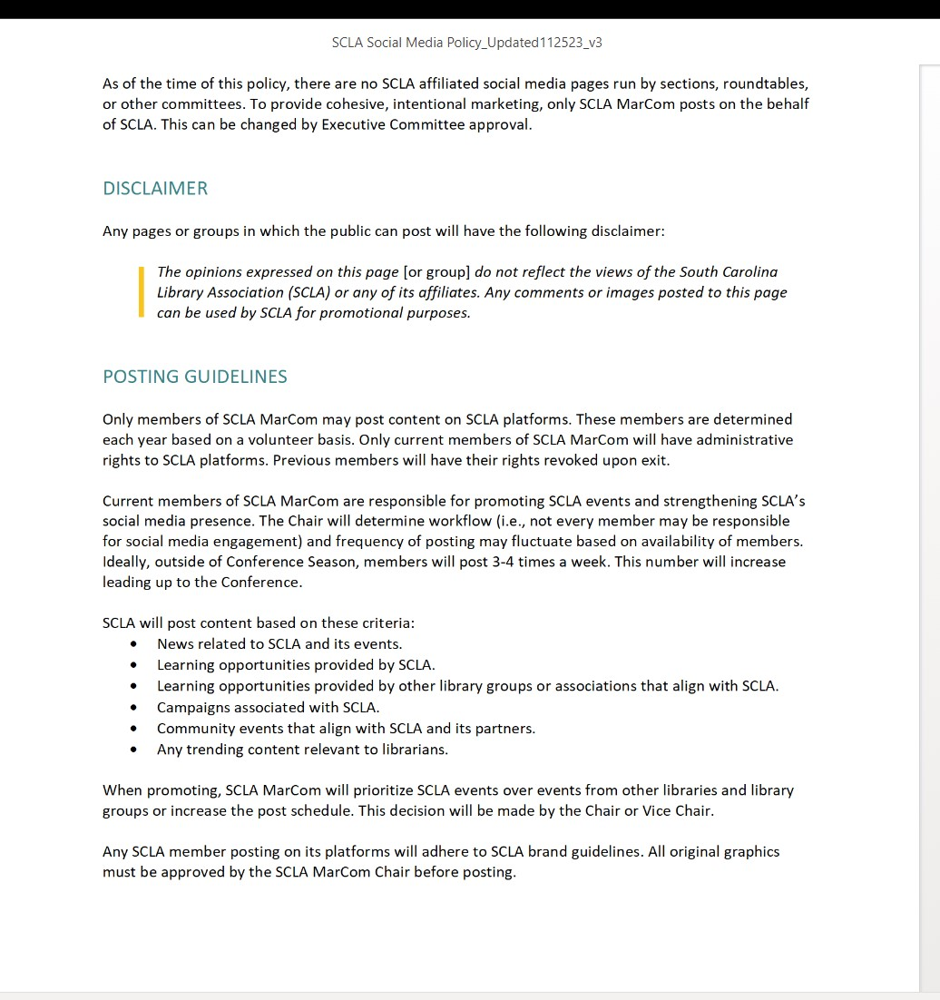 SCLA Social Media Policy_Updated112523_v3
As of the time of this policy, there are no SCLA affiliated social media pages run by sections, roundtables,
or other committees. To provide cohesive, intentional marketing, only SCLA MarCom posts on the behalf
of SCLA. This can be changed by Executive Committee approval.
DISCLAIMER
Any pages or groups in which the public can post will have the following disclaimer:
The opinions expressed on this page [or group] do not reflect the views of the South Carolina
Library Association (SCLA) or any of its affiliates. Any comments or images posted to this page
can be used by SCLA for promotional purposes.
POSTING GUIDELINES
Only members of SCLA MarCom may post content on SCLA platforms. These members are determined
each year based on a volunteer basis. Only current members of SCLA MarCom will have administrative
rights to SCLA platforms. Previous members will have their rights revoked upon exit.
Current members of SCLA MarCom are responsible for promoting SCLA events and strengthening SCLA’s
social media presence. The Chair will determine workflow (i.e., not every member may be responsible
for social media engagement) and frequency of posting may fluctuate based on availability of members.
Ideally, outside of Conference Season, members will post 3-4 times a week. This number will increase
leading up to the Conference.
SCLA will post content based on these criteria:
• News related to SCLA and its events.
• Learning opportunities provided by SCLA.
• Learning opportunities provided by other library groups or associations that align with SCLA.
• Campaigns associated with SCLA.
• Community events that align with SCLA and its partners.
• Any trending content relevant to librarians.
When promoting, SCLA MarCom will prioritize SCLA events over events from other libraries and library
groups or increase the post schedule. This decision will be made by the Chair or Vice Chair.
Any SCLA member posting on its platforms will adhere to SCLA brand guidelines. All original graphics
must be approved by the SCLA MarCom Chair before posting.